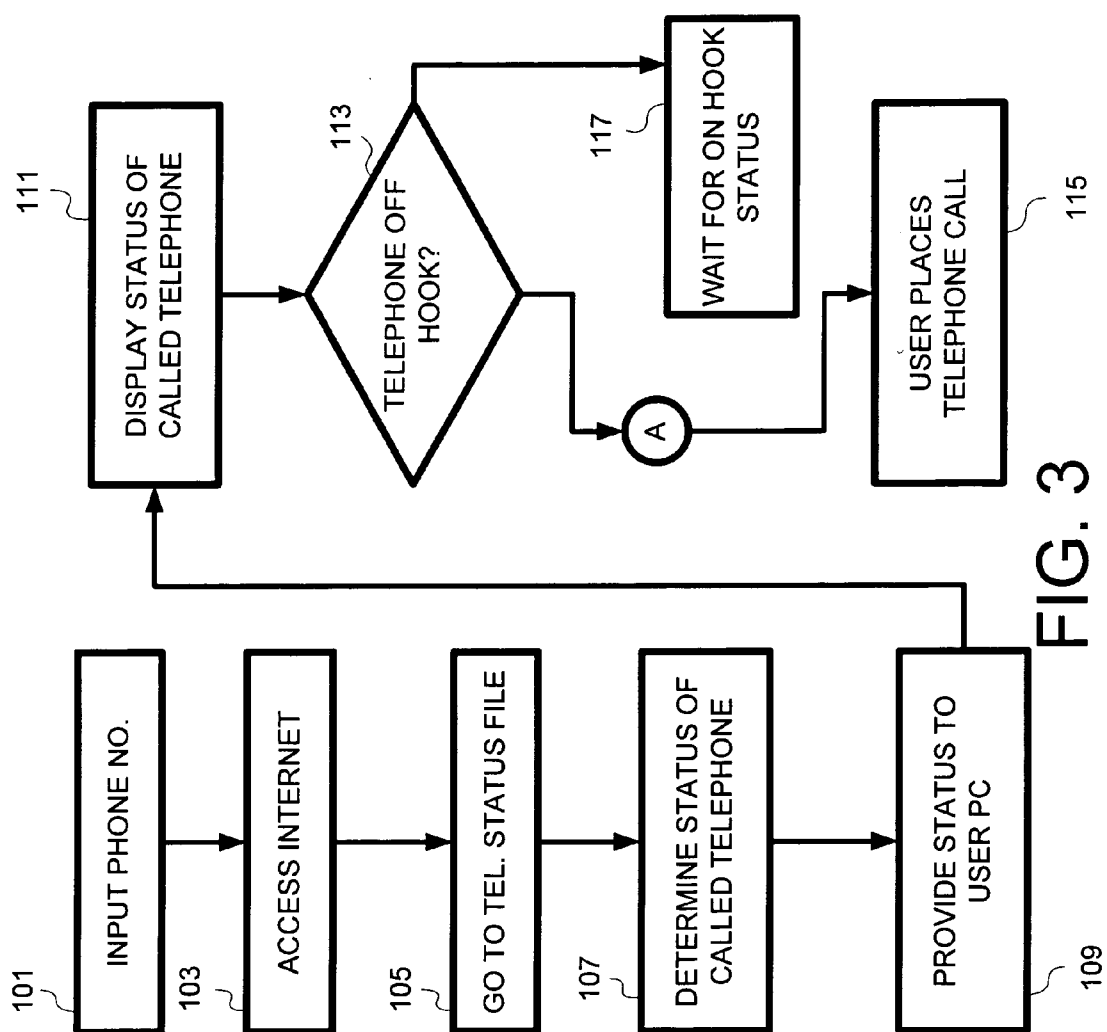 101
INPUT PHONE NO.
103
ACCESS INTERNET
105
GO TO TEL. STATUS FILE
107
DETERMINE STATUS OF
CALLED TELEPHONE
109
PROVIDE STATUS TO
USER PC
111
DISPLAY STATUS OF
CALLED TELEPHONE
113
TELEPHONE OFF
HOOK?
117
WAIT FOR ON HOOK
STATUS
A
USER PLACES
TELEPHONE CALL
115
FIG. 3